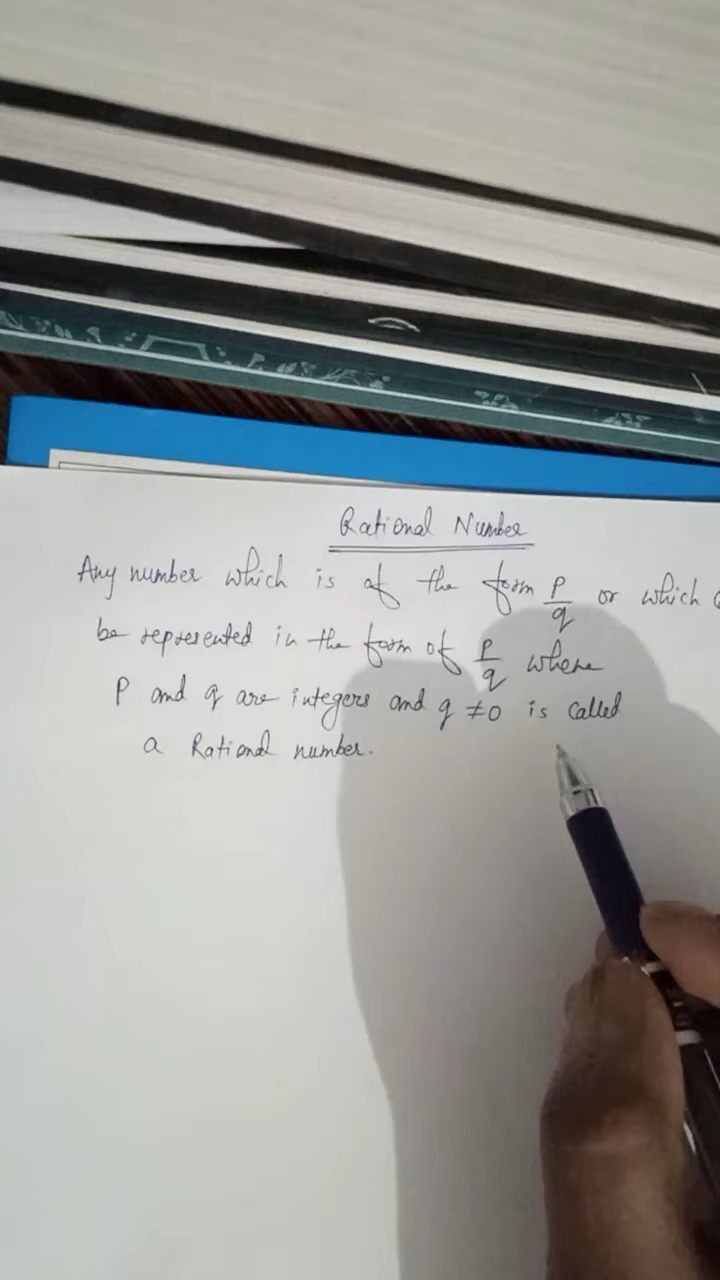 Rational Number
Any number which is of the form p/q or which
be represented in the form of p/q where
p and q are integers and q ≠ 0 is called
a Rational number.